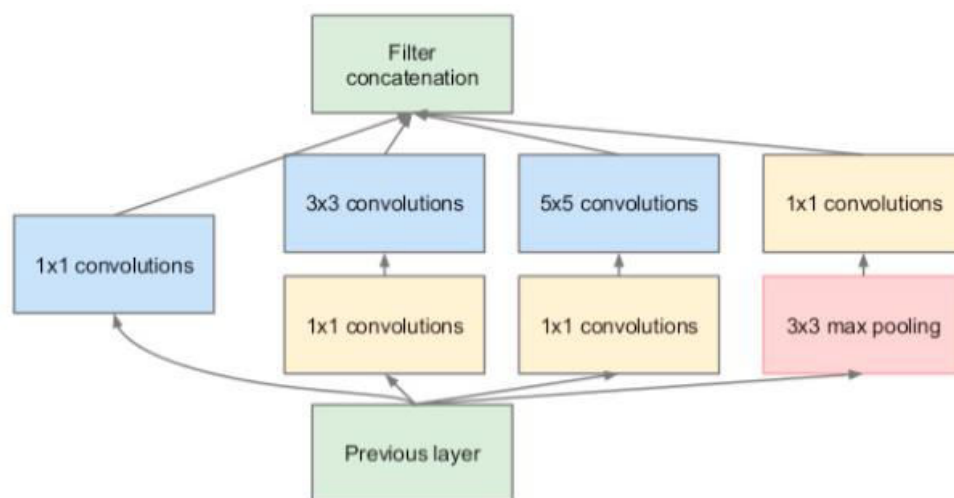 Filter
concatenation
3x3 convolutions
5x5 convolutions
1x1 convolutions
1x1 convolutions
1x1 convolutions
1x1 convolutions
3x3 max pooling
Previous layer